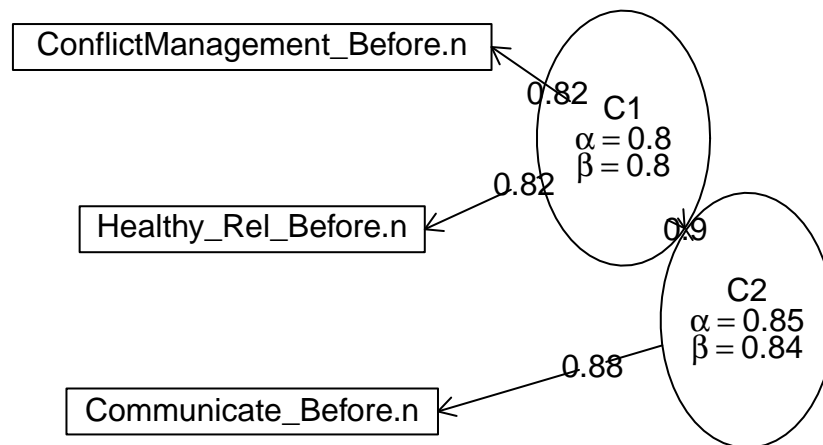 ConflictManagement_Before.n
0.82
C1
α = 0.8
β = 0.8
0.82
Healthy_Rel_Before.n
0.9
C2
α = 0.85
β = 0.84
0.88
Communicate_Before.n